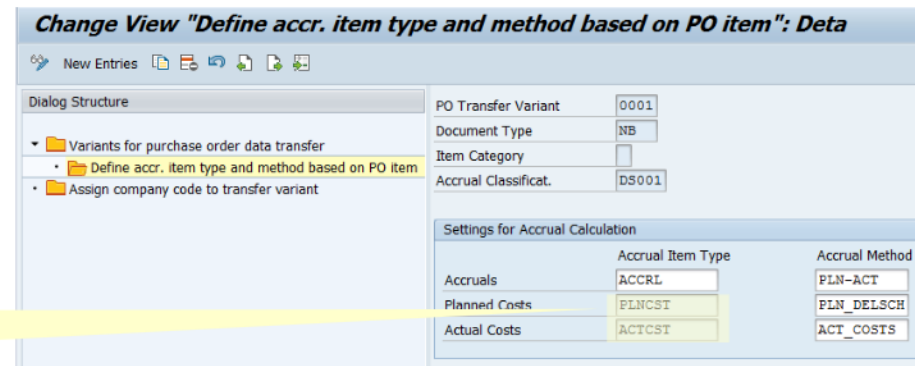 Change View "Define accr. item type and method based on PO item": Deta
New Entries
Dialog Structure
Variants for purchase order data transfer
Define accr. item type and method based on PO item
Assign company code to transfer variant
PO Transfer Variant 0001
Document Type NB
Item Category
Accrual Classificat. DS001
Settings for Accrual Calculation
Accrual Item Type Accrual Method
Accruals ACCRL PLN-ACT
Planned Costs PLNCST PLN_DELSCH
Actual Costs ACTCST ACT_COSTS